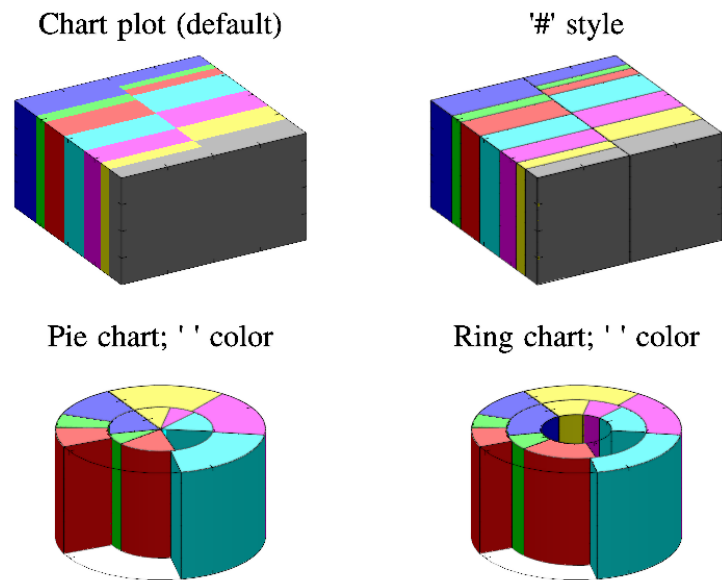 Chart plot (default)
'#' style
Pie chart; ' ' color
Ring chart; ' ' color